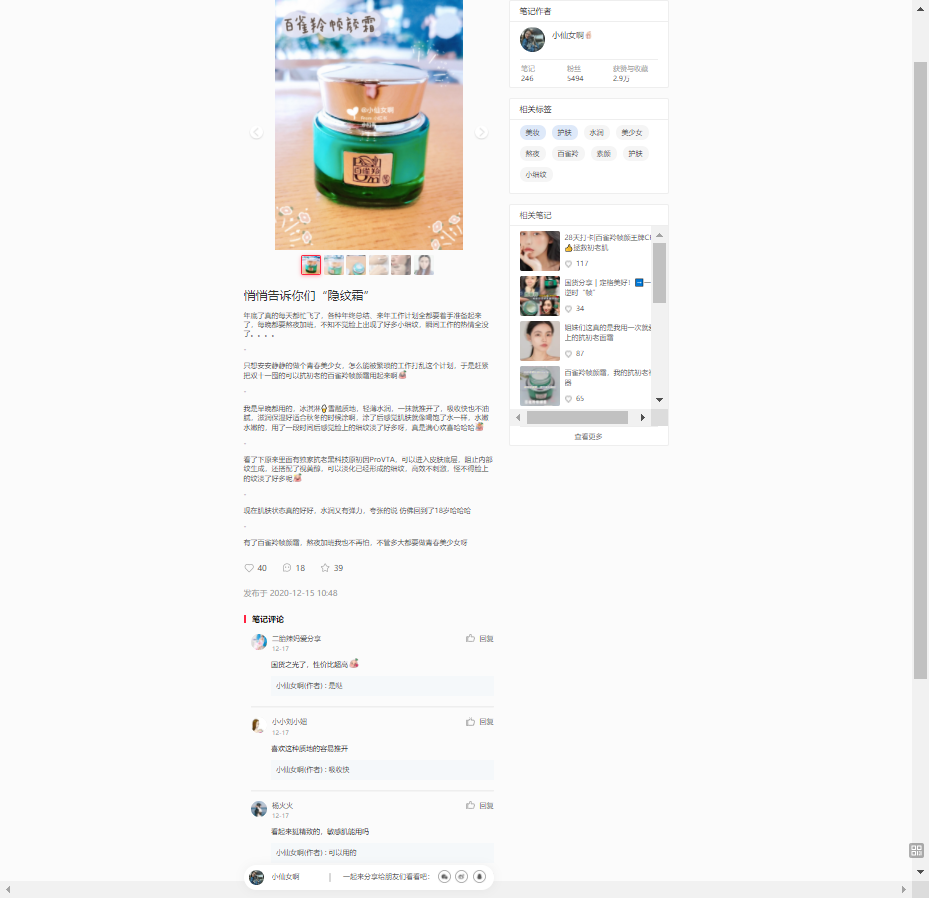 百雀羚帧颜霜
@小仙女啊
百雀羚
悄悄告诉你们“隐纹霜”
年底了真的每天都忙飞了，各种年终总结、来年工作计划全都要着手准备起来
了，每晚都要熬夜加班，不知不觉脸上出现了好多小细纹，瞬间工作的热情全没
了。。。。
.
只想安安静静的做个青春美少女，怎么能被繁琐的工作打乱这个计划，于是赶紧
把双十一囤的可以抗初老的百雀羚帧颜霜用起来啊
.
我是早晚都用的，冰淇淋雪融质地，轻薄水润，一抹就推开了，吸收快也不油
腻，滋润保湿好适合秋冬的时候涂啊，涂了后感觉肌肤就像喝饱了水一样，水嫩
水嫩的，用了一段时间后感觉脸上的细纹淡了好多呀，真是满心欢喜哈哈哈
.
看了下原来里面有独家抗老黑科技原初因ProVTA，可以进入皮肤底层，阻止内部
纹生成，还搭配了视黄醇，可以淡化已经形成的细纹，高效不刺激，怪不得脸上
的纹淡了好多呢
.
现在肌肤状态真的好好，水润又有弹力，夸张的说 仿佛回到了18岁哈哈哈
.
有了百雀羚帧颜霜，熬夜加班我也不再怕，不管多大都要做青春美少女呀
40 18 39
发布于 2020-12-15 10:48
笔记评论
二胎辣妈爱分享 回复
12-17
国货之光了，性价比超高
小仙女啊(作者)：是哒
小小刘小妞 回复
12-17
喜欢这种质地的容易推开
小仙女啊(作者)：吸收快
杨火火 回复
12-17
看起来挺精致的，敏感肌能用吗
小仙女啊(作者)：可以用的
小仙女啊 | 一起来分享给朋友们看看吧：
笔记作者
小仙女啊
笔记 粉丝 获赞与收藏
246 5494 2.9万
相关标签
美妆 护肤 水润 美少女
熬夜 百雀羚 素颜 护肤
小细纹
相关笔记
28天打卡|百雀羚帧颜王牌C
拯救初老肌
117
国货分享 | 定格美好！ 一
逆时“帧”
34
姐妹们这真的是我用一次就
上的抗初老面霜
87
百雀羚帧颜霜，我的抗初老
器
65
查看更多